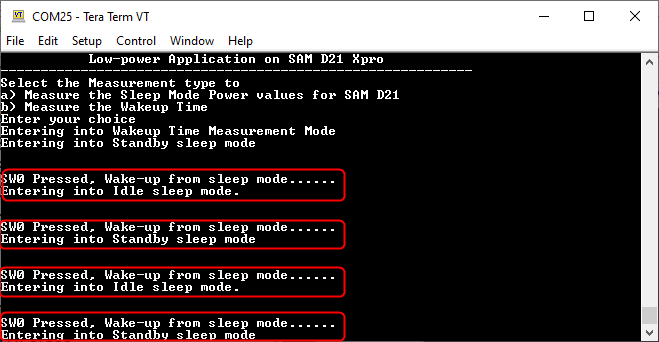 COM25 - Tera Term VT
File Edit Setup Control Window Help
Low-power Application on SAM D21 Xpro
------------------------------------------------------------
Select the Measurement type to
a) Measure the Sleep Mode Power values for SAM D21
b) Measure the Wakeup Time
Enter your choice
Entering into Wakeup Time Measurement Mode
Entering into Standby sleep mode
SW0 Pressed, Wake-up from sleep mode......
Entering into Idle sleep mode.
SW0 Pressed, Wake-up from sleep mode......
Entering into Standby sleep mode
SW0 Pressed, Wake-up from sleep mode......
Entering into Idle sleep mode.
SW0 Pressed, Wake-up from sleep mode......
Entering into Standby sleep mode